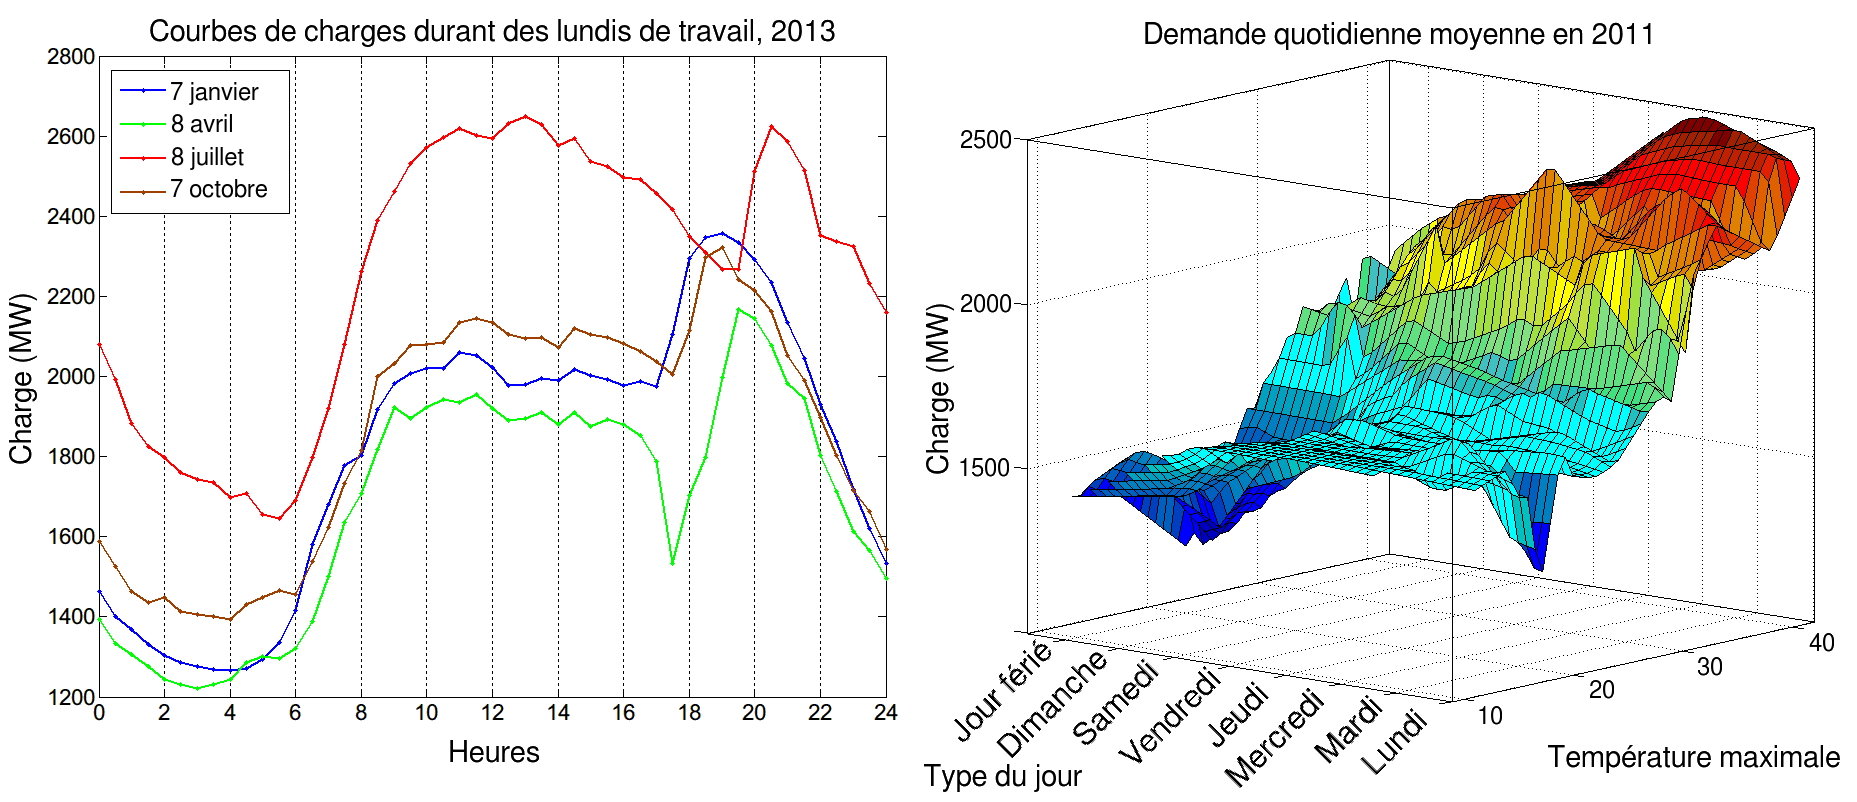 Courbes de charges durant des lundis de travail, 2013
7 janvier
8 avril
8 juillet
7 octobre
2800
2600
2400
2200
2000
1800
1600
1400
1200
Charge (MW)
0 2 4 6 8 10 12 14 16 18 20 22 24
Heures
Demande quotidienne moyenne en 2011
2500
2000
1500
Charge (MW)
Jour férié
Dimanche
Samedi
Vendredi
Jeudi
Mercredi
Mardi
Lundi
Type du jour
10
20
30
40
Température maximale